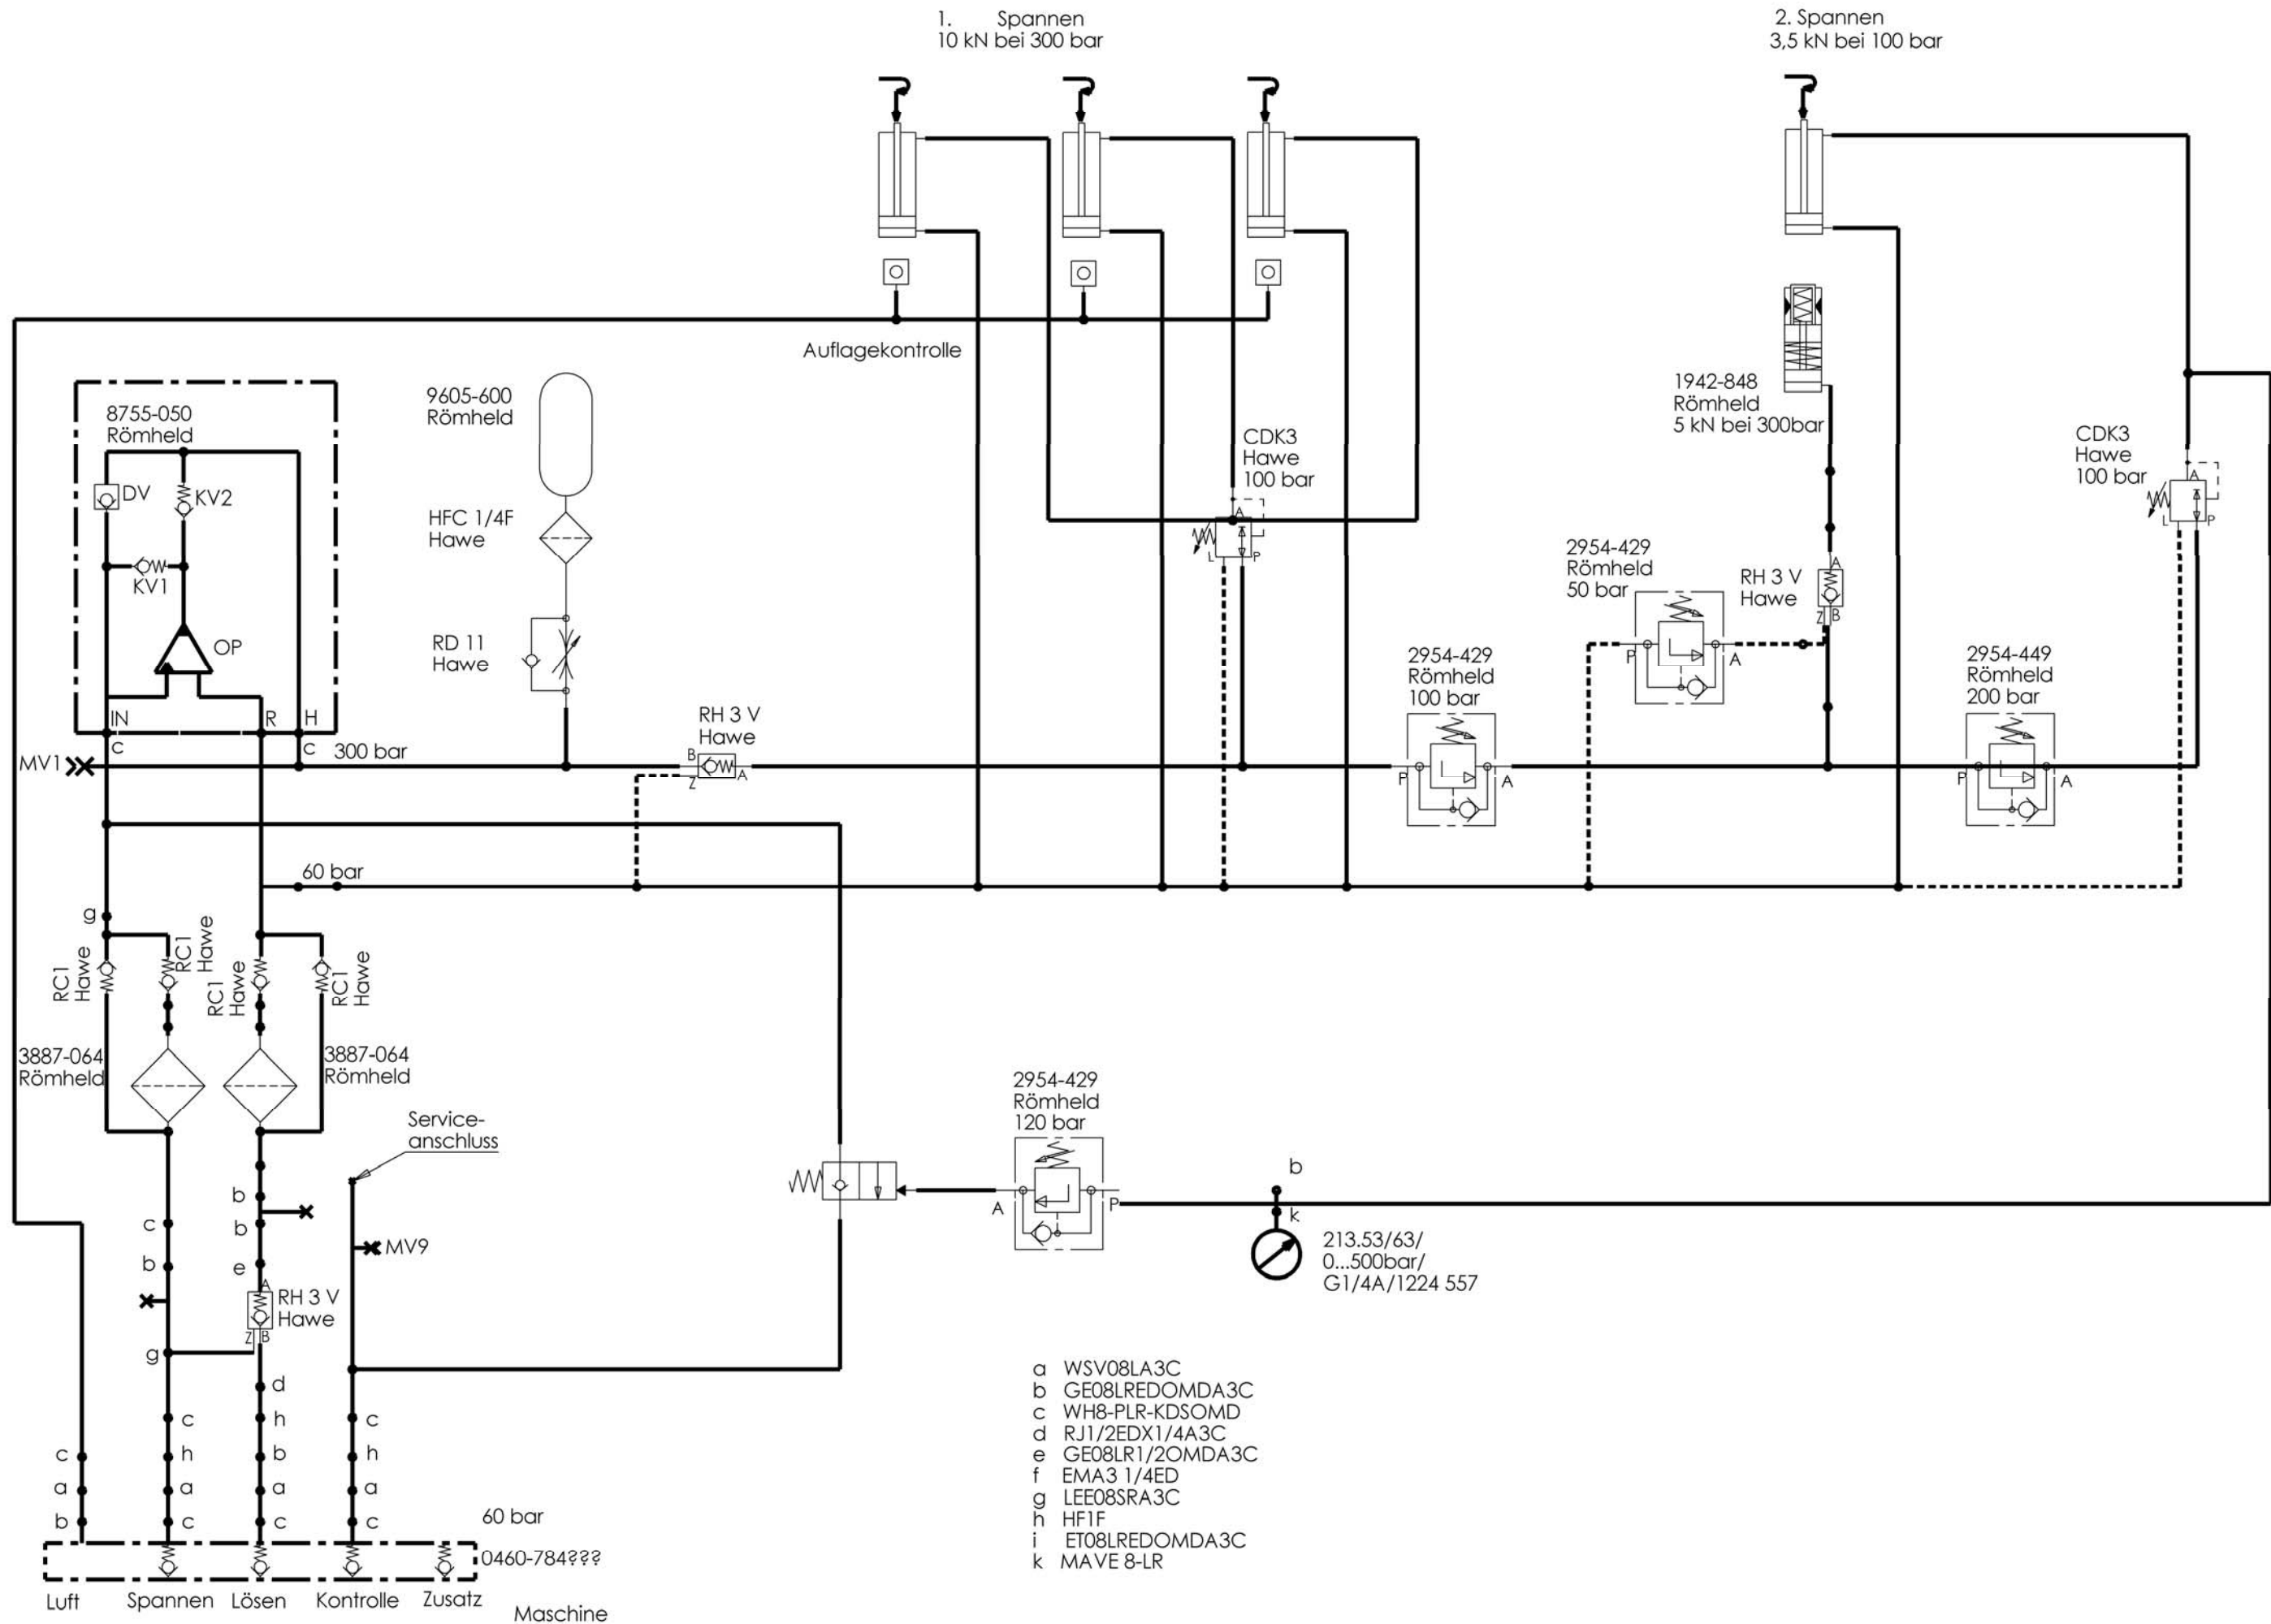 1. Spannen
10 kN bei 300 bar
2. Spannen
3,5 kN bei 100 bar
Auflagekontrolle
8755-050
Römheld
DV
KV2
KV1
OP
IN
R
H
c
c
300 bar
MV1
9605-600
Römheld
HFC 1/4F
Hawe
RD 11
Hawe
RH 3 V
Hawe
B
A
Z
CDK3
Hawe
100 bar
A
L
P
1942-848
Römheld
5 kN bei 300bar
CDK3
Hawe
100 bar
A
L
P
2954-429
Römheld
50 bar
P
A
RH 3 V
Hawe
A
Z
B
2954-429
Römheld
100 bar
P
A
2954-449
Römheld
200 bar
P
A
60 bar
g
RC1
Hawe
RC1
Hawe
RC1
Hawe
RC1
Hawe
3887-064
Römheld
3887-064
Römheld
Service-
anschluss
b
c
b
b
e
MV9
A
RH 3 V
Hawe
Z
B
g
2954-429
Römheld
120 bar
A
P
b
k
213.53/63/
0...500bar/
G1/4A/1224 557
d
c
h
c
c
h
b
h
a
a
a
a
b
c
c
c
60 bar
0460-784???
Luft
Spannen
Lösen
Kontrolle
Zusatz
Maschine
a WSV08LA3C
b GE08LREDOMDA3C
c WH8-PLR-KDSOMD
d RJ1/2EDX1/4A3C
e GE08LR1/2OMDA3C
f EMA3 1/4ED
g LEE08SRA3C
h HF1F
i ET08LREDOMDA3C
k MAVE 8-LR